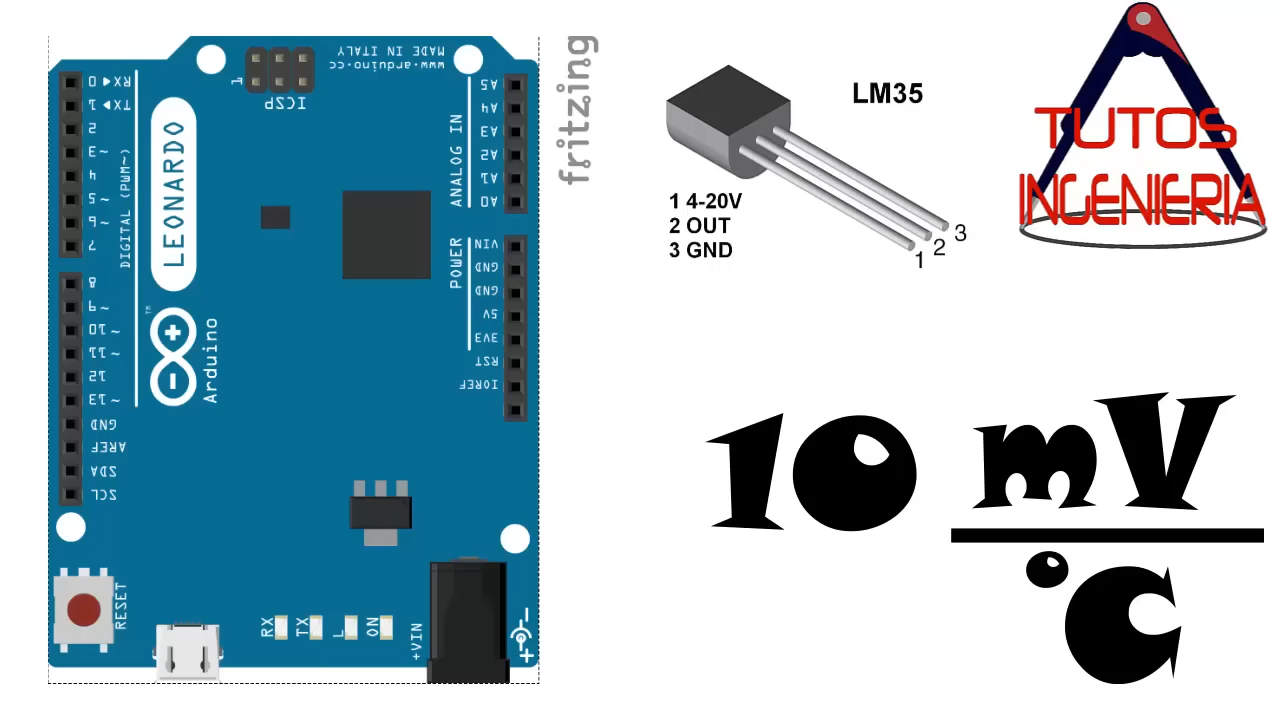 MADE IN ITALY
www.arduino.cc
1
ICSP
RX▶0
TX▶1
2
~3
4
~5
~6
7
8
~9
~10
~11
12
~13
GND
AREF
SDA
SCL
DIGITAL (PWM~)
LEONARDO
TM
Arduino
A5
A4
A3
A2
A1
A0
ANALOG IN
VIN
GND
GND
5V
3V3
RST
IOREF
POWER
RESET
RX
TX
L
ON
+VIN
- +
fritzing
LM35
1 4-20V
2 OUT
3 GND
1
2
3
TUTOS
INGENIERIA
10 mV
°C